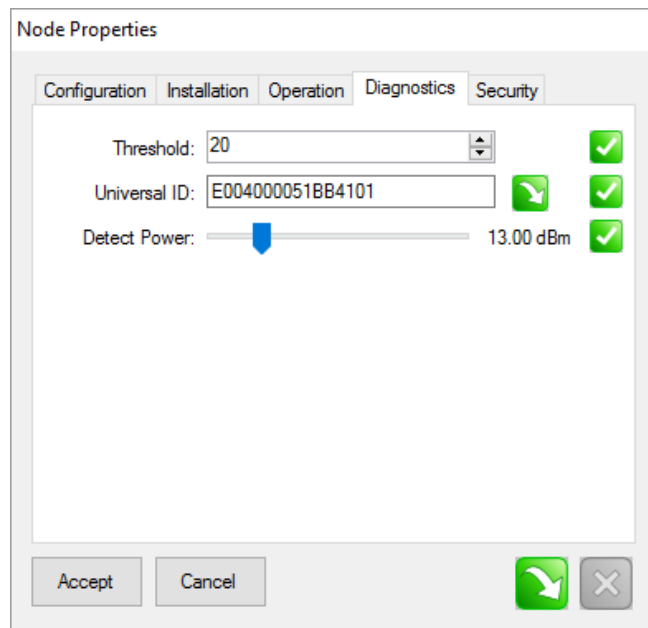 Node Properties
Configuration Installation Operation Diagnostics Security
Threshold: 20
Universal ID: E004000051BB4101
Detect Power: 13.00 dBm
Accept Cancel